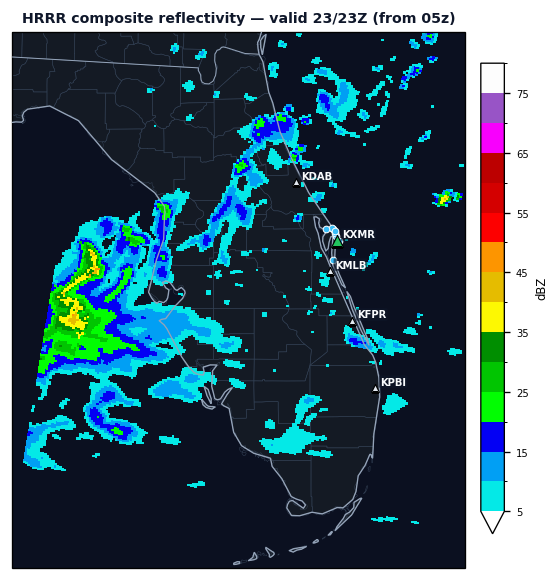 HRRR composite reflectivity — valid 23/23Z (from 05z)
KDAB
KXMR
KMLB
KFPR
KPBI
75
65
55
45
35
25
15
5
dBZ